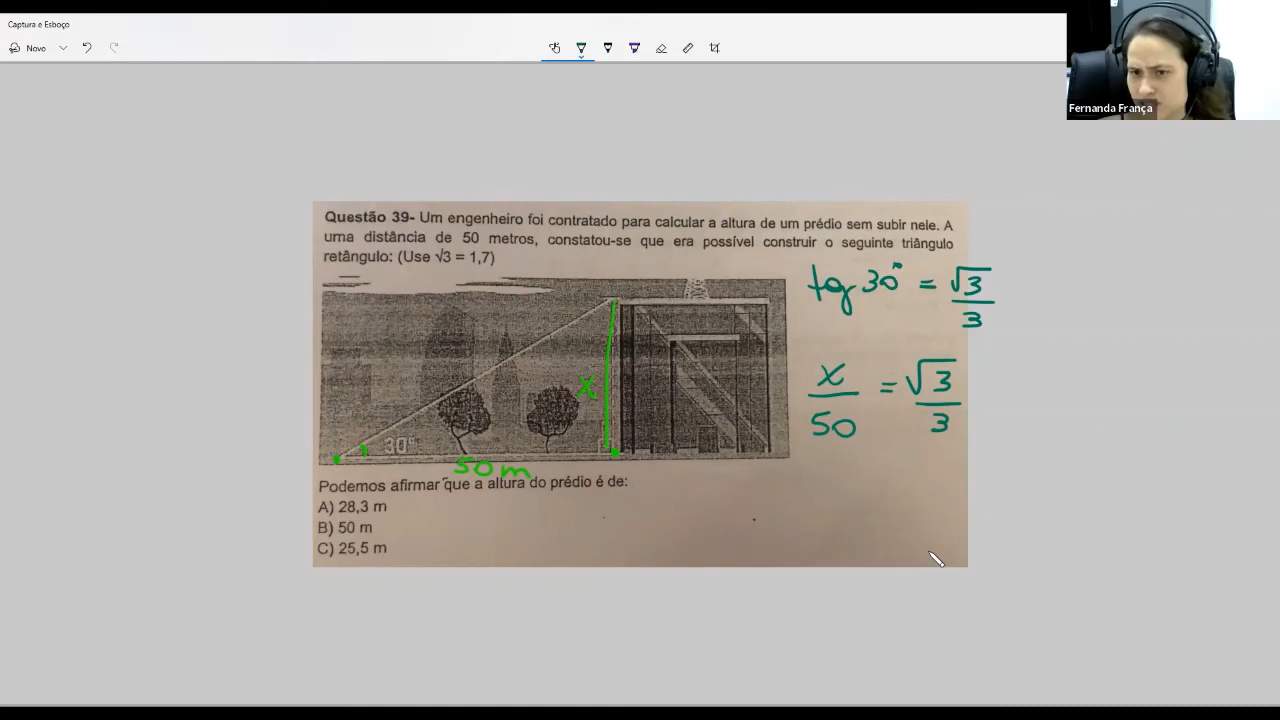 Captura e Esboço
Novo
Fernanda França
Questão 39- Um engenheiro foi contratado para calcular a altura de um prédio sem subir nele. A
uma distância de 50 metros, constatou-se que era possível construir o seguinte triângulo
retângulo: (Use √3 = 1,7)
tg 30° = √3/3
x/50 = √3/3
x
30°
50 m
Podemos afirmar que a altura do prédio é de:
A) 28,3 m
B) 50 m
C) 25,5 m